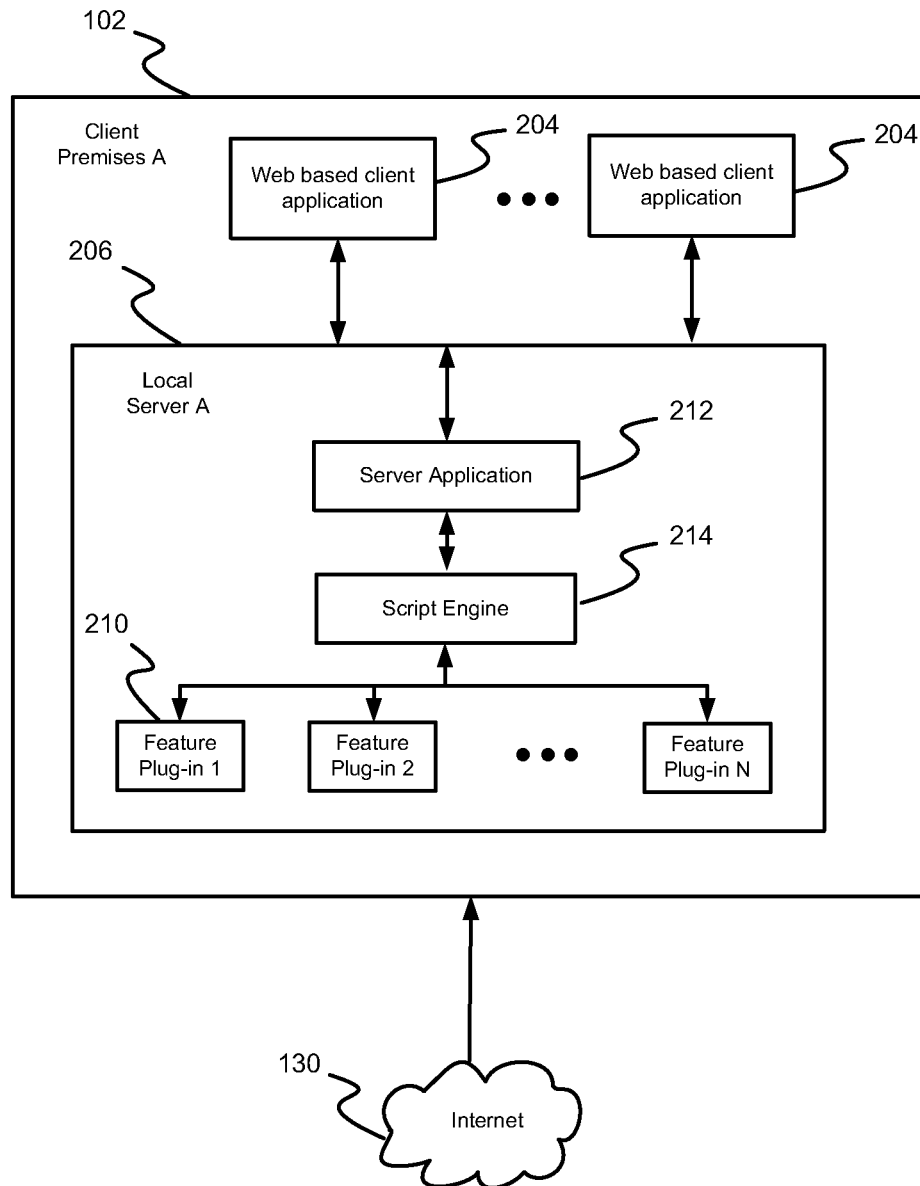 102
Client
Premises A
Web based client
application
204
Web based client
application
204
206
Local
Server A
Server Application
212
Script Engine
214
210
Feature
Plug-in 1
Feature
Plug-in 2
Feature
Plug-in N
130
Internet